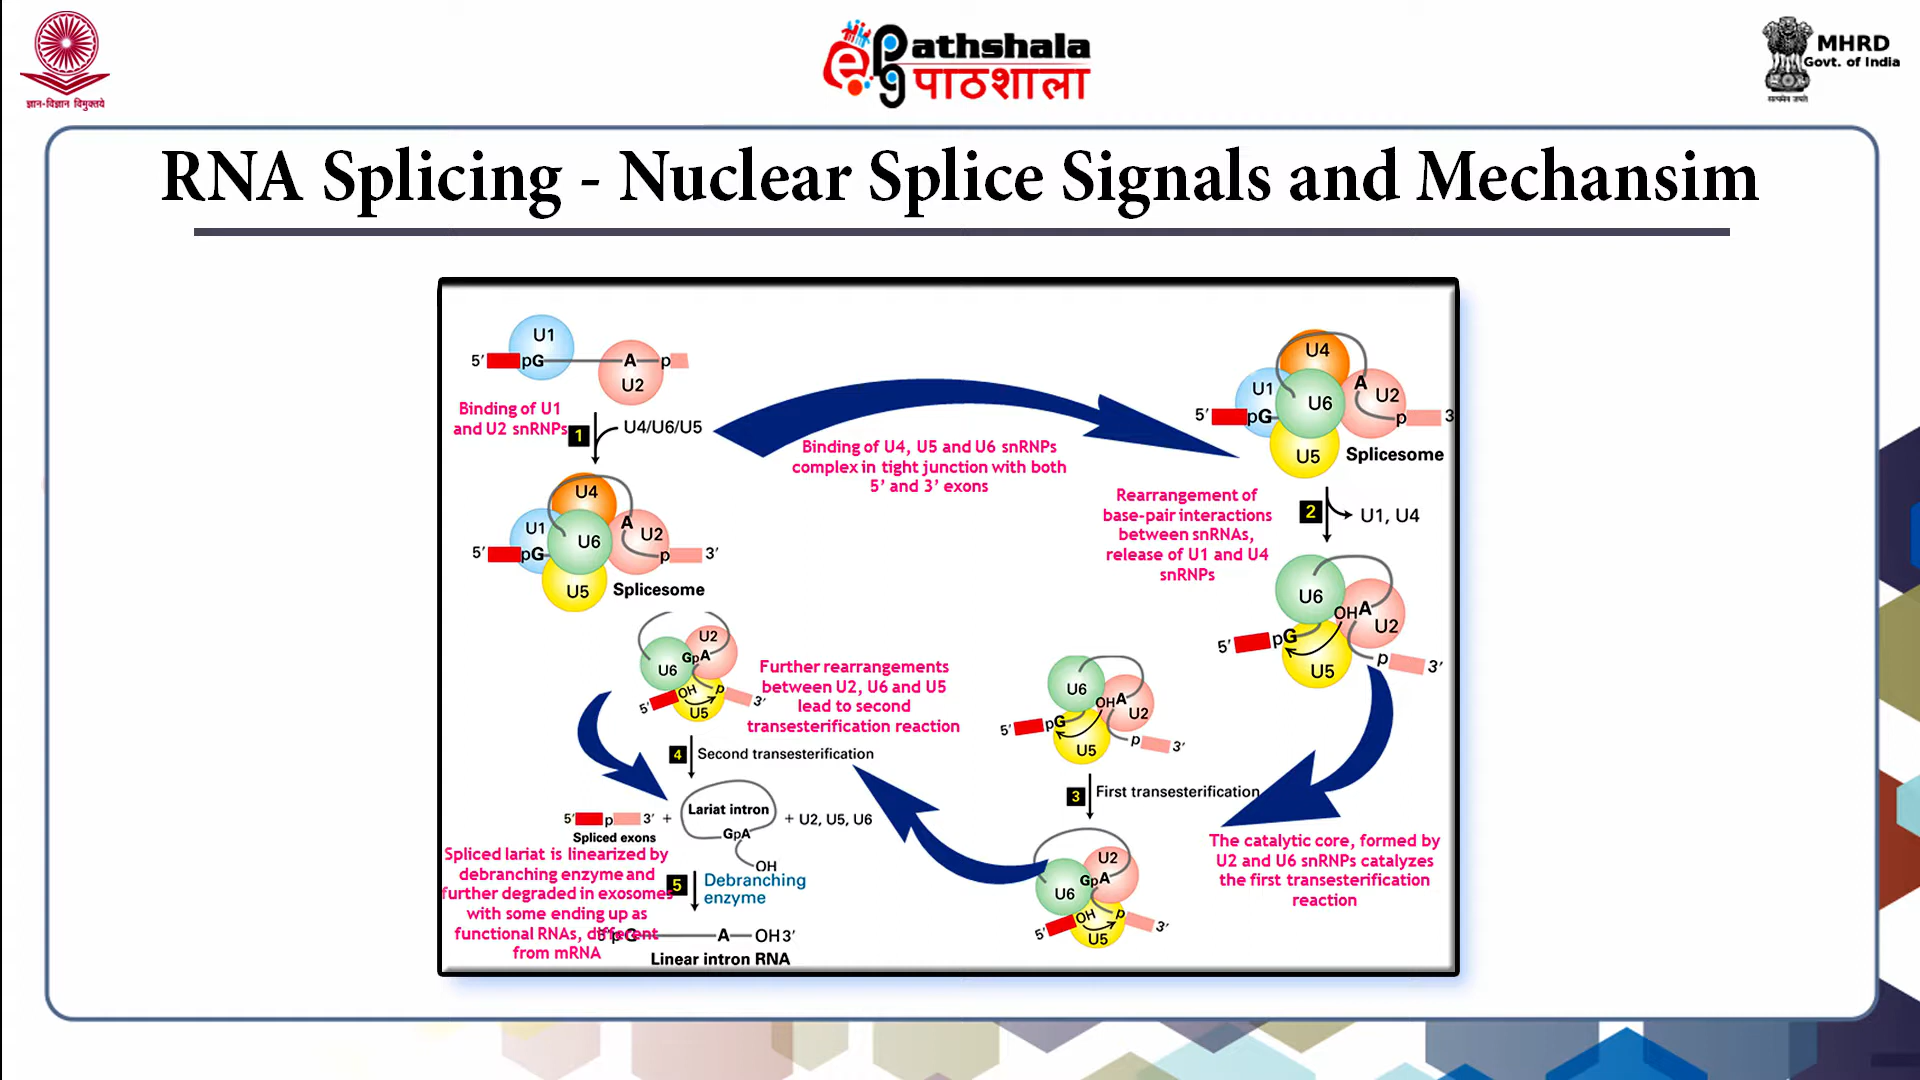 ज्ञान-विज्ञान विमुक्तये
ePgpathshala
पाठशाला
MHRD
Govt. of India
सत्यमेव जयते
RNA Splicing - Nuclear Splice Signals and Mechansim
U1
5′ pG A p
U2
Binding of U1
and U2 snRNPs
1
U4/U6/U5
U4
U1 A U2
U6
5′ pG p 3′
U5
Splicesome
Binding of U4, U5 and U6 snRNPs
complex in tight junction with both
5’ and 3’ exons
U4
U1 A U2
U6
5′ pG p 3
U5
Splicesome
Rearrangement of
base-pair interactions
between snRNAs,
release of U1 and U4
snRNPs
2
U1, U4
U6
OHA
U2
5′ pG
U5
p 3′
U6
OHA
U2
5′ pG
U5
p 3′
3
First transesterification
The catalytic core, formed by
U2 and U6 snRNPs catalyzes
the first transesterification
reaction
U2
GpA
U6
OH p
5′ U5 3′
U2
GpA
U6
OH p
5′ U5 3′
Further rearrangements
between U2, U6 and U5
lead to second
transesterification reaction
4
Second transesterification
5′ p 3′ +
Spliced exons
Lariat intron
GpA
OH
+ U2, U5, U6
Spliced lariat is linearized by
debranching enzyme and
further degraded in exosomes
with some ending up as
functional RNAs, different
from mRNA
5
Debranching
enzyme
5′ pG A OH 3′
Linear intron RNA